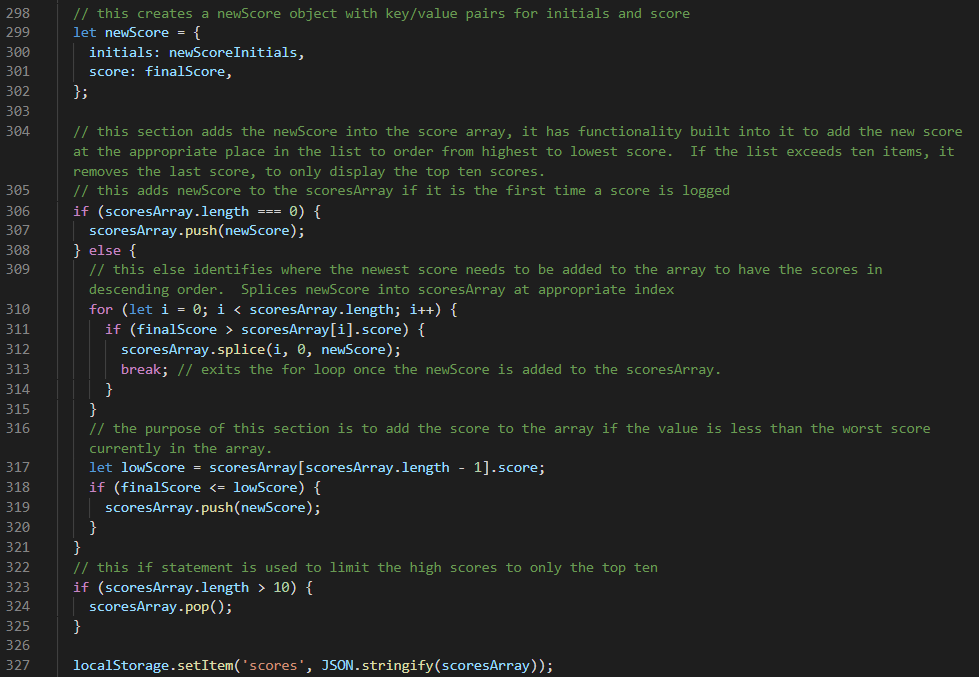 298 // this creates a newScore object with key/value pairs for initials and score
299 let newScore = {
300   initials: newScoreInitials,
301   score: finalScore,
302 };
303
304 // this section adds the newScore into the score array, it has functionality built into it to add the new score
at the appropriate place in the list to order from highest to lowest score.  If the list exceeds ten items, it
removes the last score, to only display the top ten scores.
305 // this adds newScore to the scoresArray if it is the first time a score is logged
306 if (scoresArray.length === 0) {
307   scoresArray.push(newScore);
308 } else {
309   // this else identifies where the newest score needs to be added to the array to have the scores in
  descending order.  Splices newScore into scoresArray at appropriate index
310   for (let i = 0; i < scoresArray.length; i++) {
311     if (finalScore > scoresArray[i].score) {
312       scoresArray.splice(i, 0, newScore);
313       break; // exits the for loop once the newScore is added to the scoresArray.
314     }
315   }
316   // the purpose of this section is to add the score to the array if the value is less than the worst score
  currently in the array.
317   let lowScore = scoresArray[scoresArray.length - 1].score;
318   if (finalScore <= lowScore) {
319     scoresArray.push(newScore);
320   }
321 }
322 // this if statement is used to limit the high scores to only the top ten
323 if (scoresArray.length > 10) {
324   scoresArray.pop();
325 }
326
327 localStorage.setItem('scores', JSON.stringify(scoresArray));